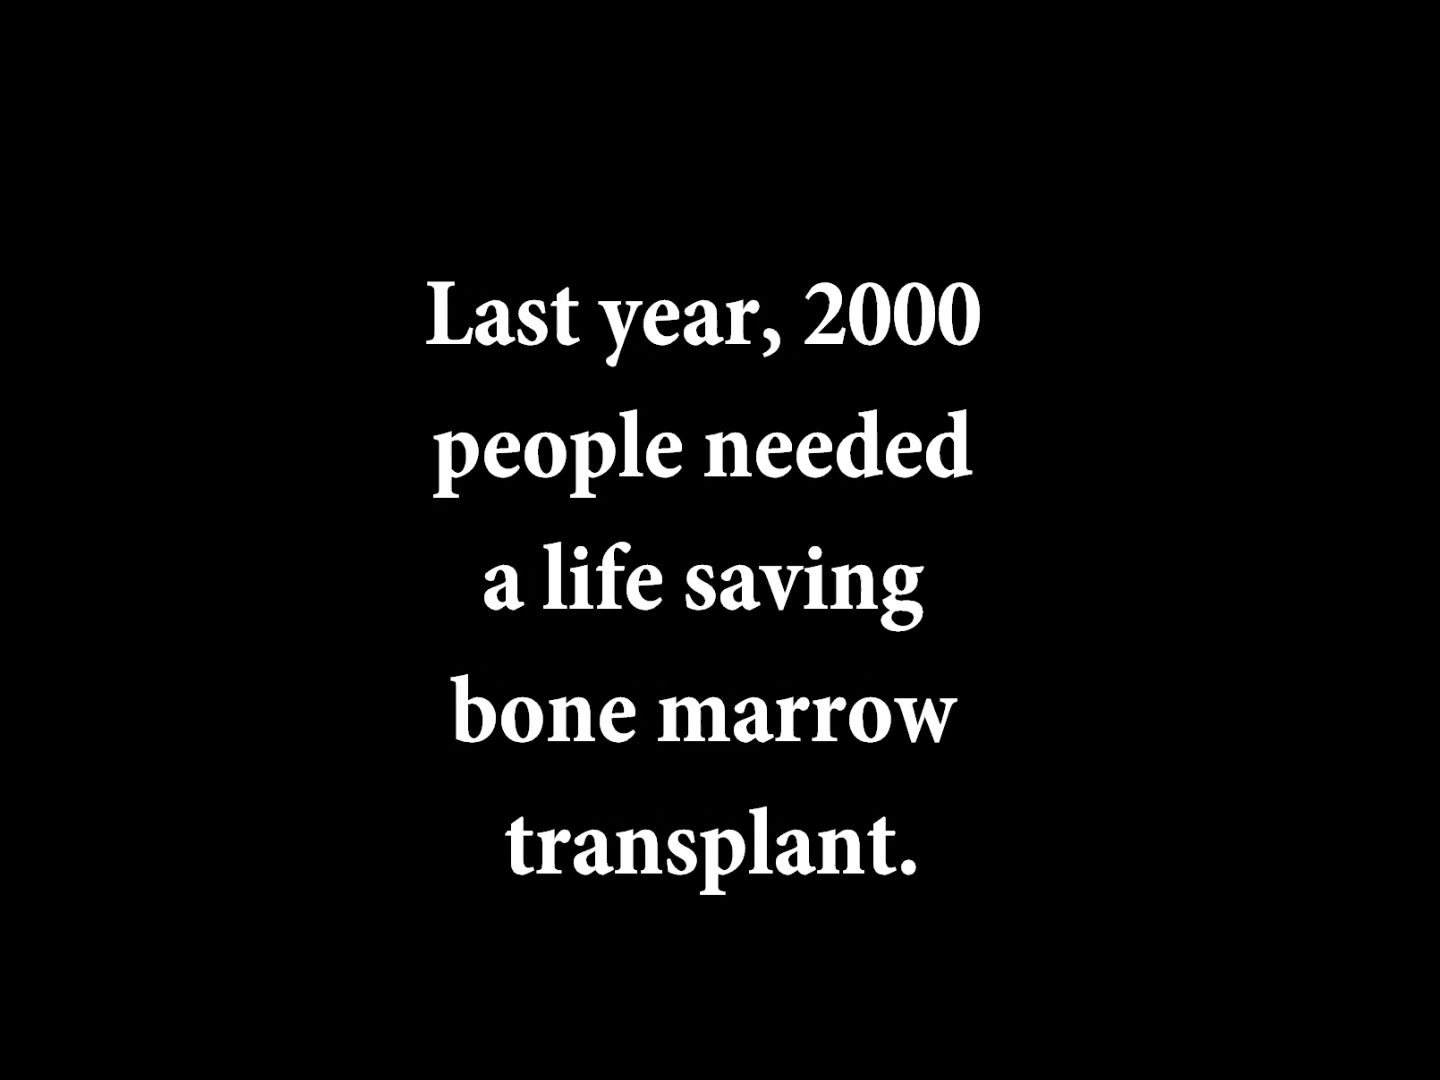 Last year, 2000
people needed
a life saving
bone marrow
transplant.